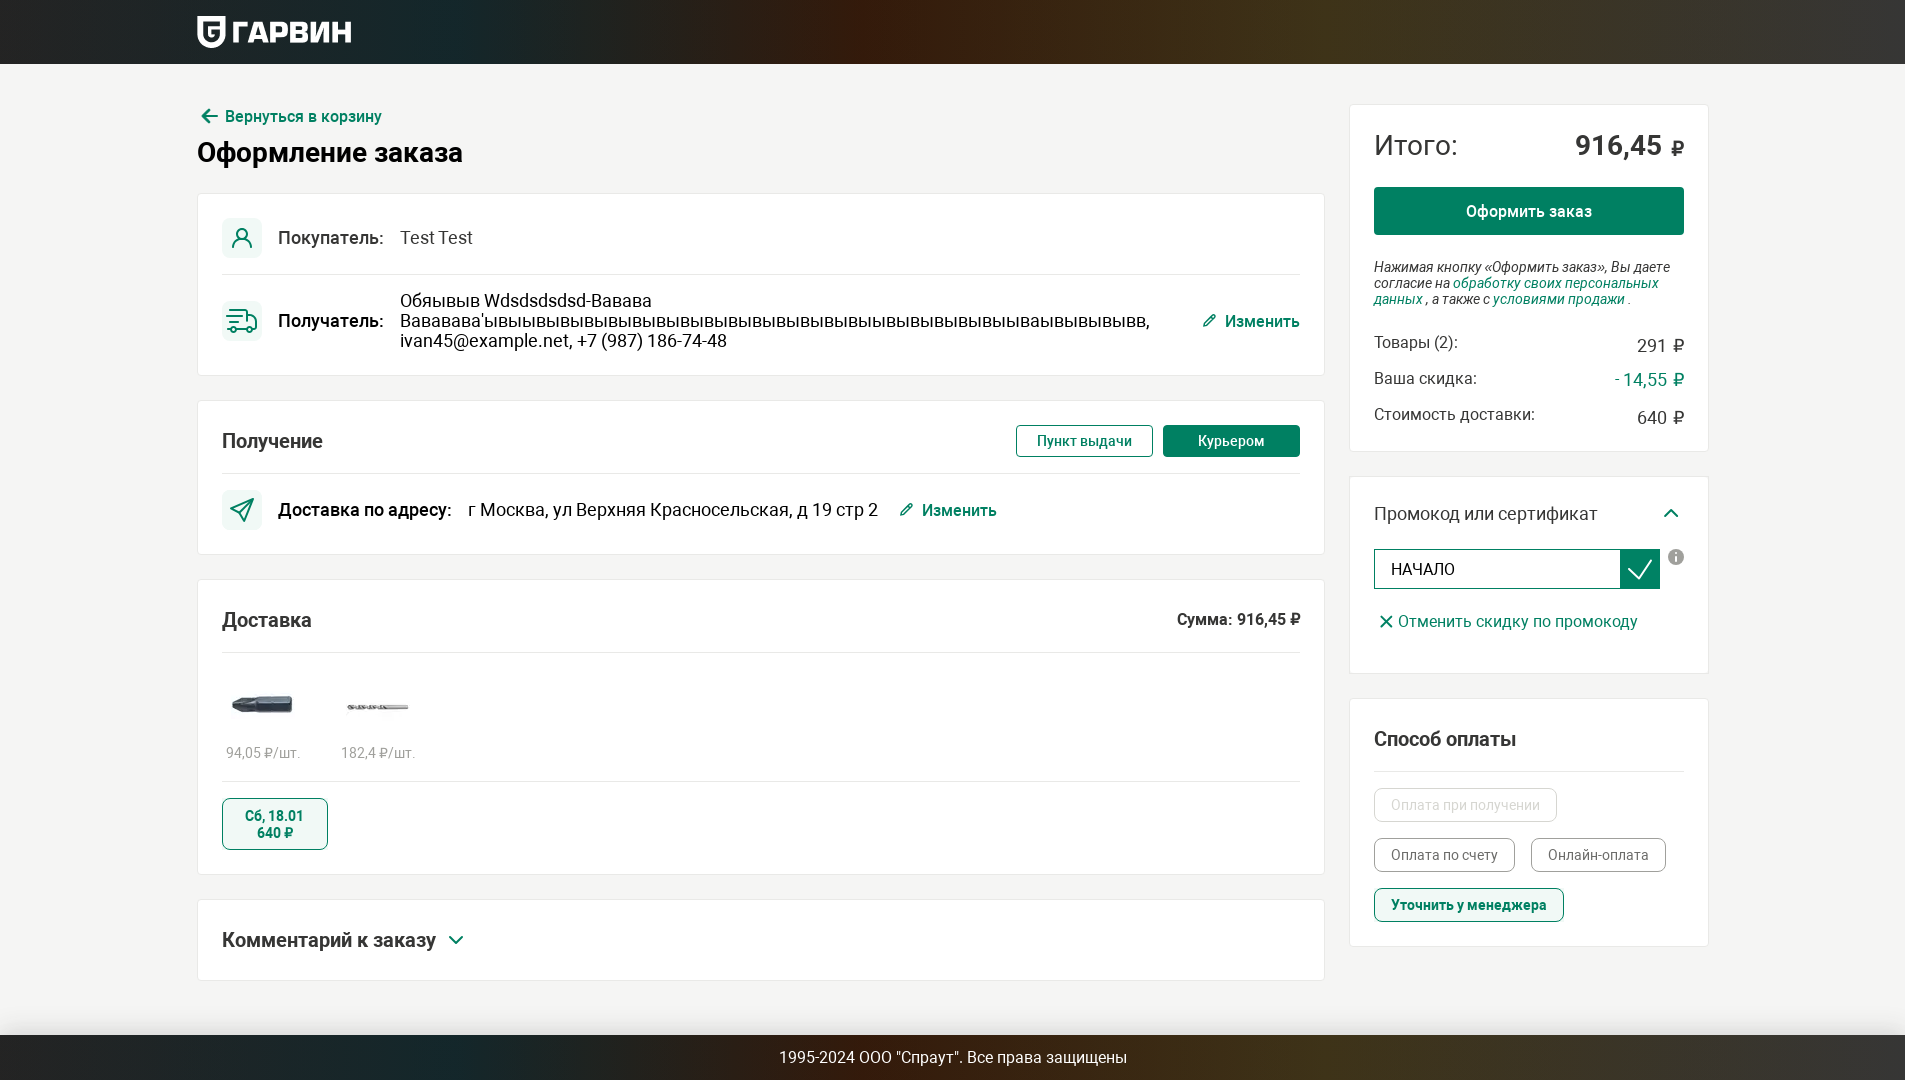 ГАРВИН
Вернуться в корзину
Оформление заказа
Покупатель: Test Test
Получатель: Обяывыв Wdsdsdsdsd-Вавава
Вавававa'ывыывывывывывывывывывывывывывывыывывывывывыываывывывывв,
ivan45@example.net, +7 (987) 186-74-48
Изменить
Получение
Пункт выдачи
Курьером
Доставка по адресу: г Москва, ул Верхняя Красносельская, д 19 стр 2
Изменить
Доставка
Сумма: 916,45 ₽
94,05 ₽/шт.
182,4 ₽/шт.
Сб, 18.01
640 ₽
Комментарий к заказу
Итого: 916,45 ₽
Оформить заказ
Нажимая кнопку «Оформить заказ», Вы даете
согласие на обработку своих персональных
данных , а также с условиями продажи .
Товары (2): 291 ₽
Ваша скидка: - 14,55 ₽
Стоимость доставки: 640 ₽
Промокод или сертификат
НАЧАЛО
Отменить скидку по промокоду
Способ оплаты
Оплата при получении
Оплата по счету
Онлайн-оплата
Уточнить у менеджера
1995-2024 ООО "Спраут". Все права защищены